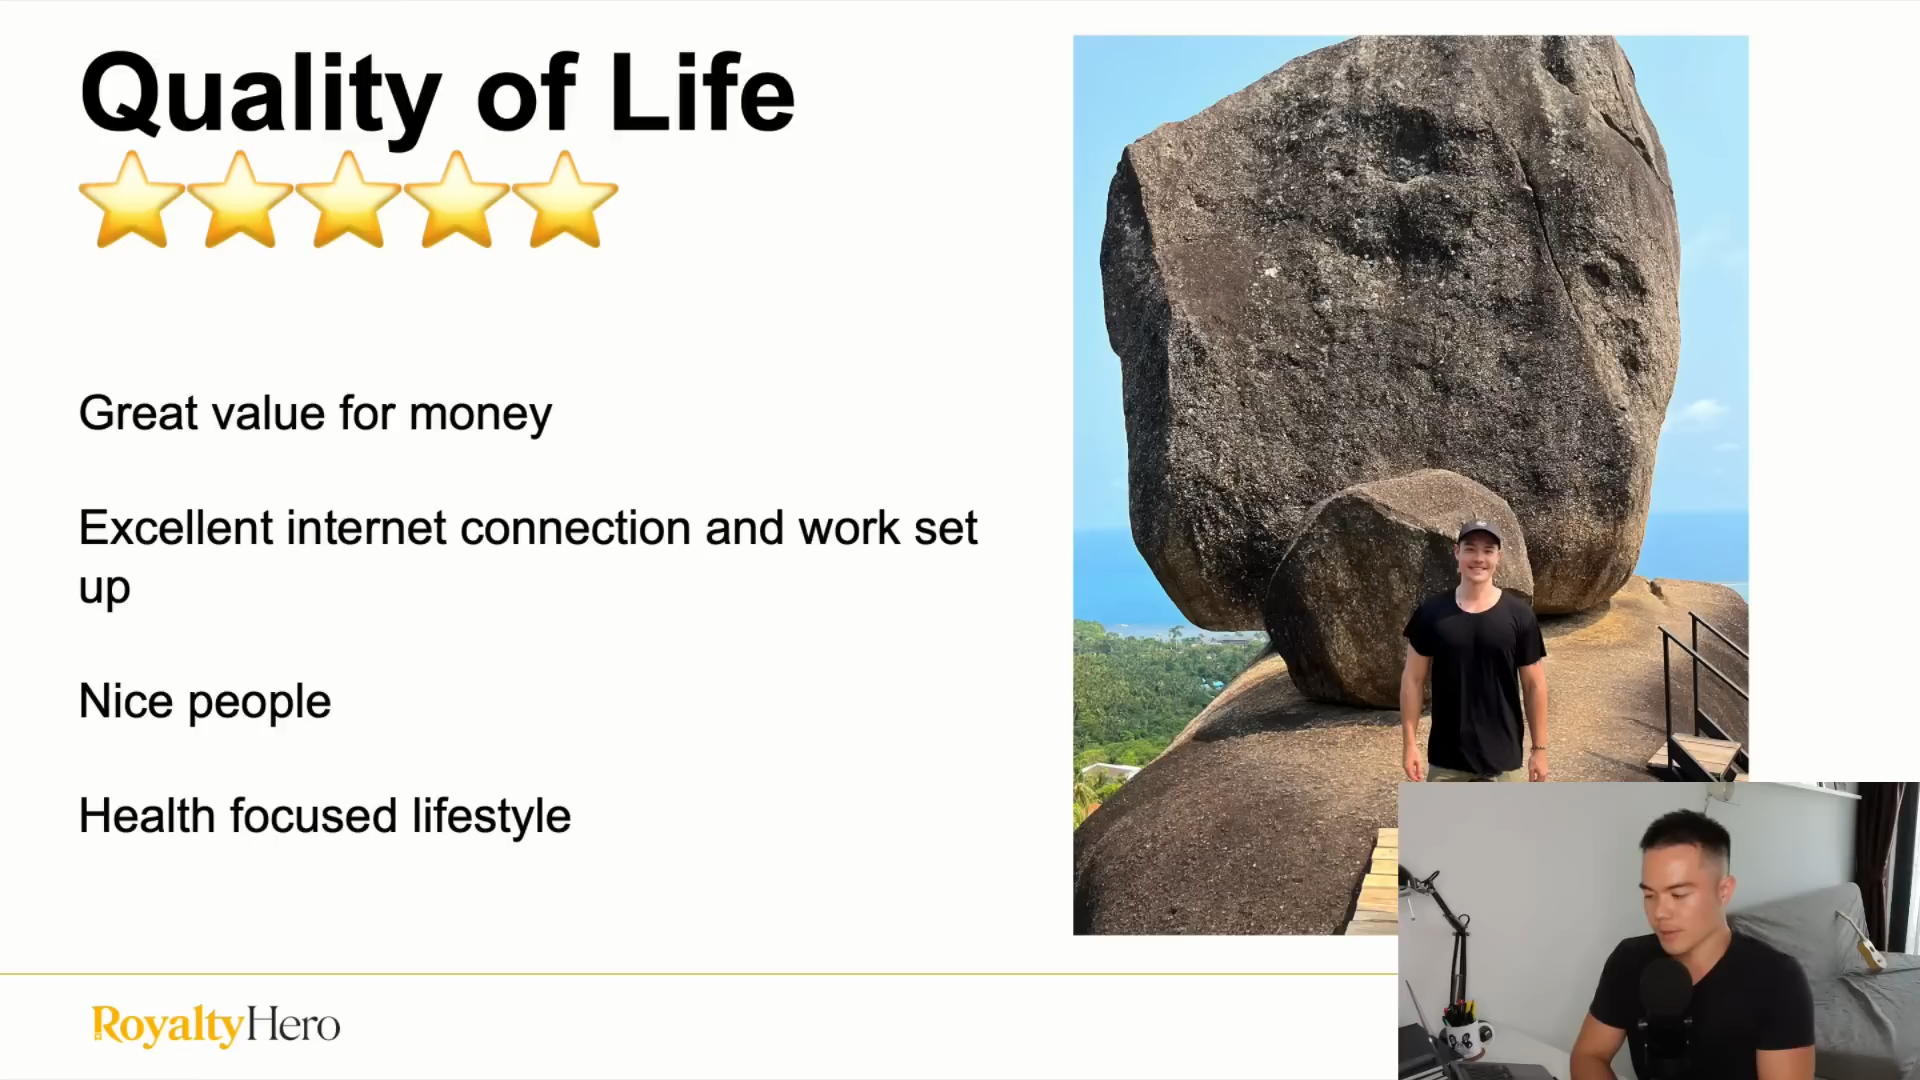 Quality of Life
Great value for money
Excellent internet connection and work set
up
Nice people
Health focused lifestyle
RoyaltyHero